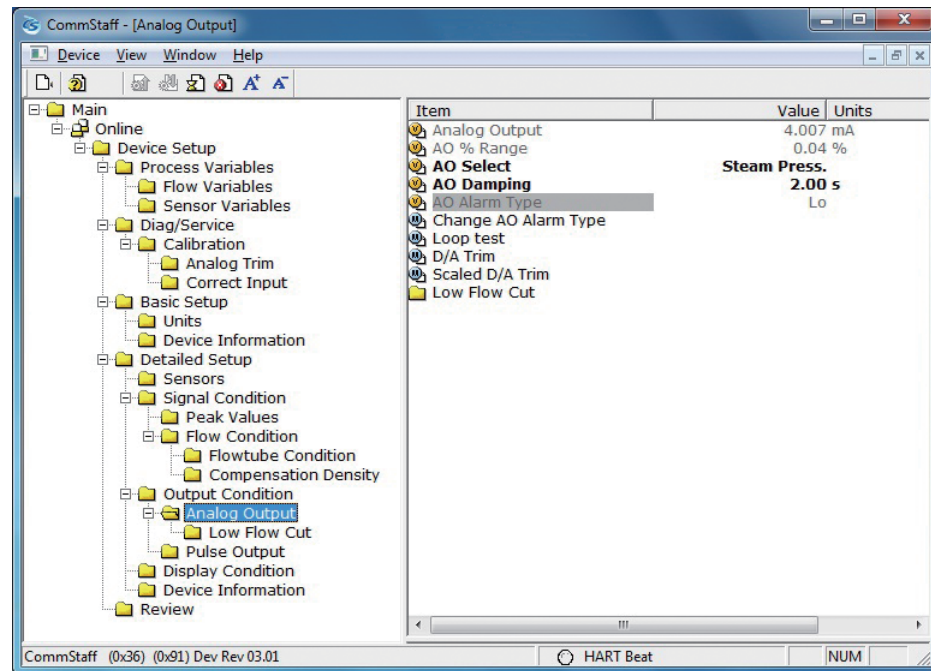 CommStaff - [Analog Output]
Device View Window Help
A+ A-
Main
Online
Device Setup
Process Variables
Flow Variables
Sensor Variables
Diag/Service
Calibration
Analog Trim
Correct Input
Basic Setup
Units
Device Information
Detailed Setup
Sensors
Signal Condition
Peak Values
Flow Condition
Flowtube Condition
Compensation Density
Output Condition
Analog Output
Low Flow Cut
Pulse Output
Display Condition
Device Information
Review
Item Value Units
Analog Output 4.007 mA
AO % Range 0.04 %
AO Select Steam Press.
AO Damping 2.00 s
AO Alarm Type Lo
Change AO Alarm Type
Loop test
D/A Trim
Scaled D/A Trim
Low Flow Cut
CommStaff (0x36) (0x91) Dev Rev 03.01 HART Beat NUM